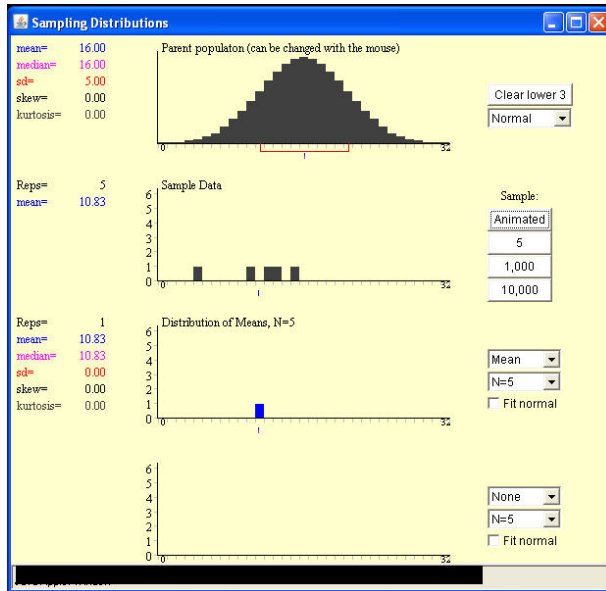 Sampling Distributions
mean= 16.00
median= 16.00
sd= 5.00
skew= 0.00
kurtosis= 0.00
Parent populaton (can be changed with the mouse)
0 32
Clear lower 3
Normal
Reps= 5
mean= 10.83
Sample Data
6
5
4
3
2
1
0
0 32
Sample:
Animated
5
1,000
10,000
Reps= 1
mean= 10.83
median= 10.83
sd= 0.00
skew= 0.00
kurtosis= 0.00
Distribution of Means, N=5
6
5
4
3
2
1
0
0 32
Mean
N=5
Fit normal
6
5
4
3
2
1
0
0 32
None
N=5
Fit normal